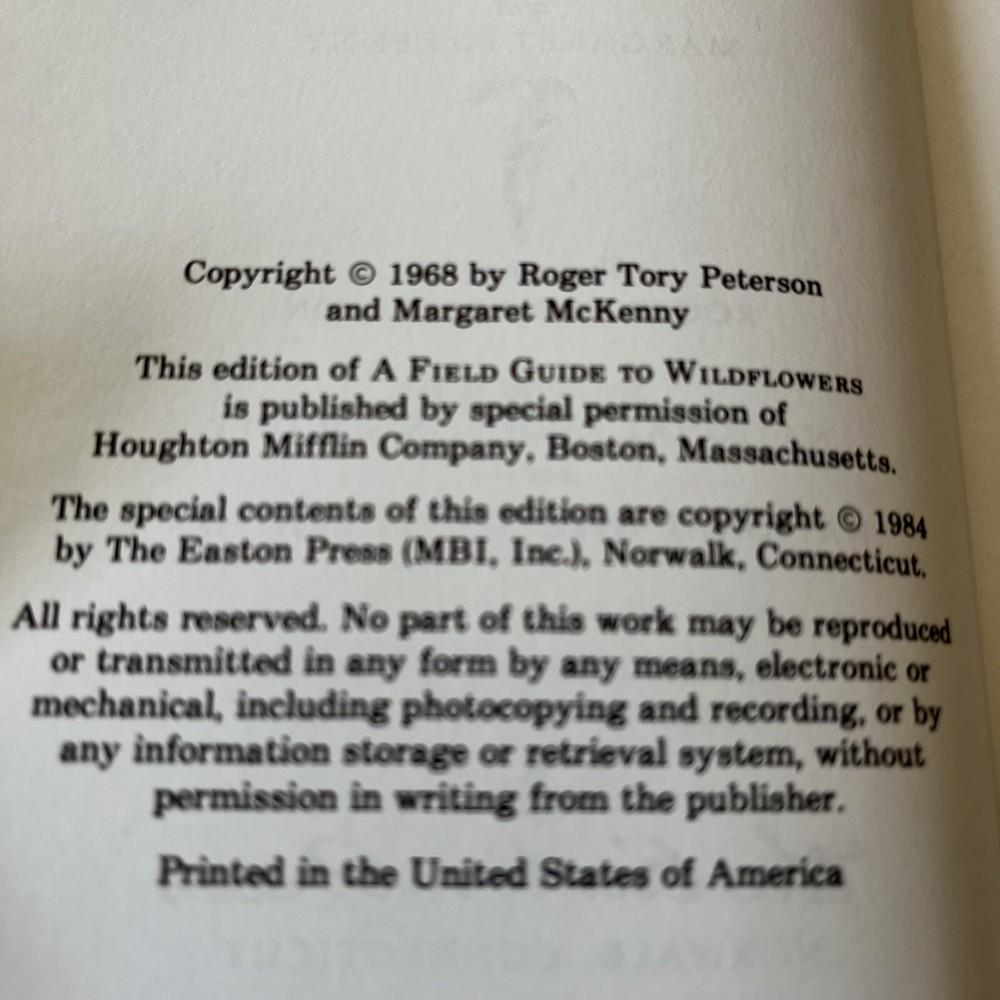 Copyright © 1968 by Roger Tory Peterson
and Margaret McKenny
This edition of A FIELD GUIDE TO WILDFLOWERS
is published by special permission of
Houghton Mifflin Company, Boston, Massachusetts.
The special contents of this edition are copyright © 1984
by The Easton Press (MBI, Inc.), Norwalk, Connecticut.
All rights reserved. No part of this work may be reproduced
or transmitted in any form by any means, electronic or
mechanical, including photocopying and recording, or by
any information storage or retrieval system, without
permission in writing from the publisher.
Printed in the United States of America